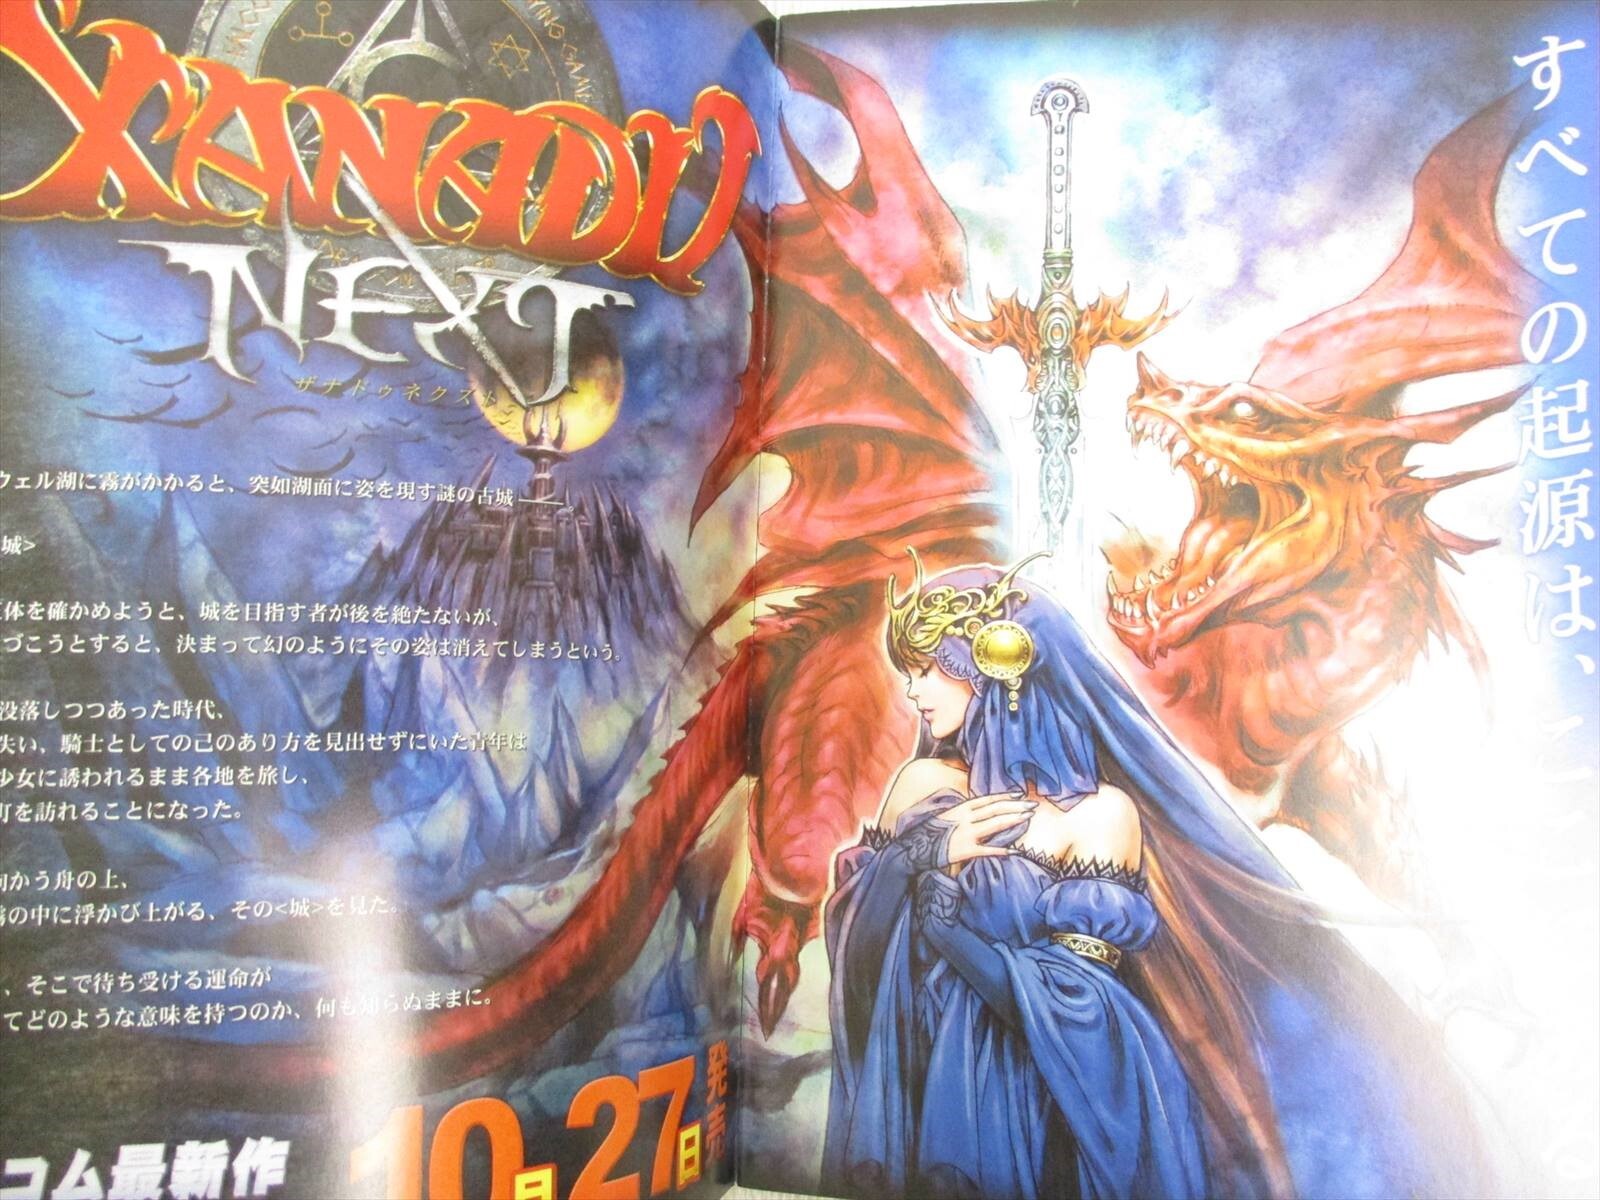 XANADU
NEXT
ザナドゥネクスト
ウェル湖に霧がかかると、突如湖面に姿を現す謎の古城――。
城>
体を確かめようと、城を目指す者が後を絶たないが、
づこうとすると、決まって幻のようにその姿は消えてしまうという。
没落しつつあった時代、
失い、騎士としての己のあり方を見出せずにいた青年は
少女に誘われるまま各地を旅し、
町を訪れることになった。
向かう舟の上、
霧の中に浮かび上がる、その<城>を見た。
、そこで待ち受ける運命が
てどのような意味を持つのか、何も知らぬままに。
コム最新作
10月27日発売
すべての起源は、